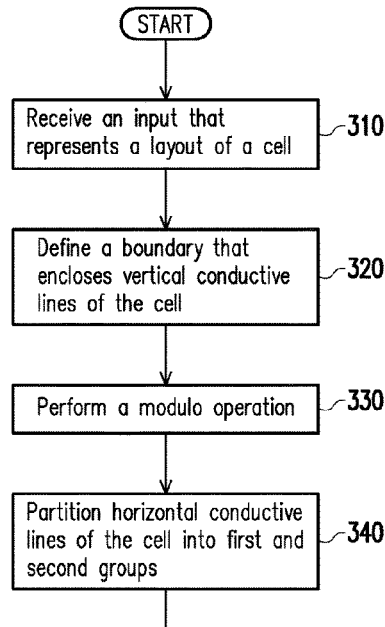 START
Receive an input that
represents a layout of a cell
310
Define a boundary that
encloses vertical conductive
lines of the cell
320
Perform a modulo operation
330
Partition horizontal conductive
lines of the cell into first and
second groups
340